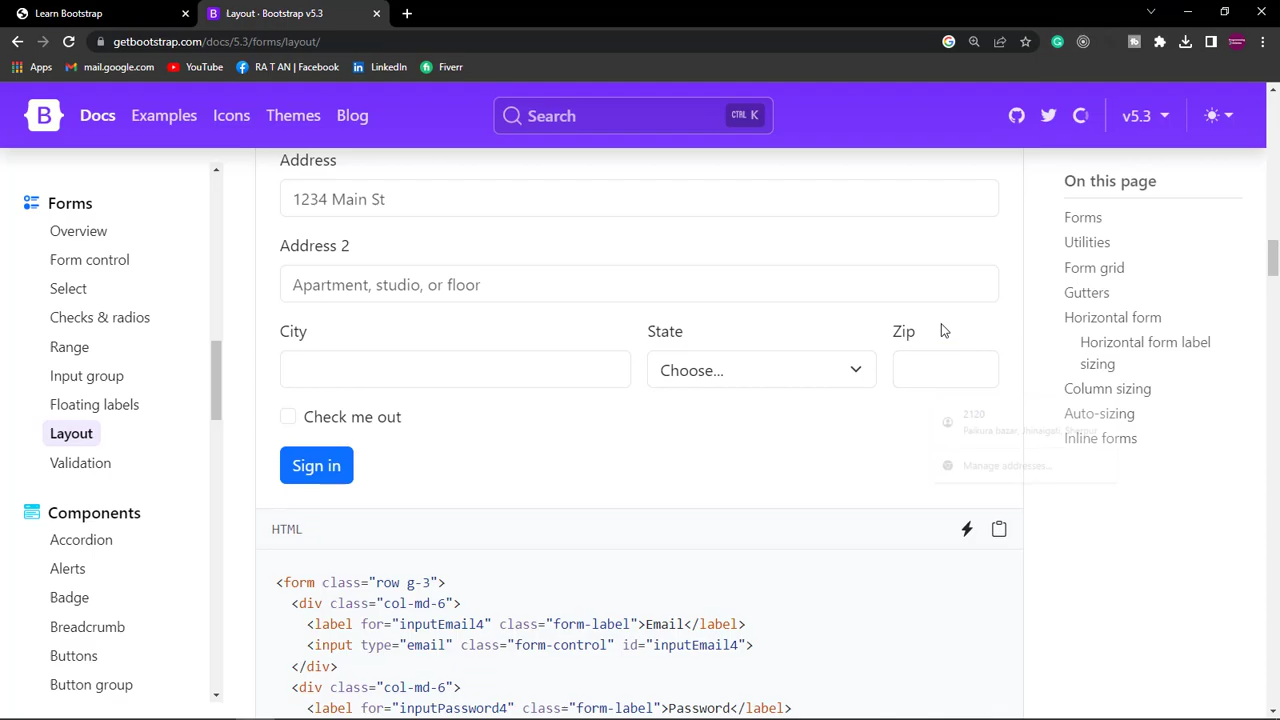 Learn Bootstrap
Layout · Bootstrap v5.3
getbootstrap.com/docs/5.3/forms/layout/
Apps
mail.google.com
YouTube
RA T AN | Facebook
LinkedIn
Fiverr
B
Docs
Examples
Icons
Themes
Blog
Search
CTRL K
v5.3
Forms
Overview
Form control
Select
Checks & radios
Range
Input group
Floating labels
Layout
Validation
Components
Accordion
Alerts
Badge
Breadcrumb
Buttons
Button group
Address
1234 Main St
Address 2
Apartment, studio, or floor
City
State
Zip
Choose...
Check me out
2120
Paikura bazar, Jhinaigati, Sherpur
Manage addresses...
Sign in
HTML
<form class="row g-3">
<div class="col-md-6">
<label for="inputEmail4" class="form-label">Email</label>
<input type="email" class="form-control" id="inputEmail4">
</div>
<div class="col-md-6">
<label for="inputPassword4" class="form-label">Password</label>
On this page
Forms
Utilities
Form grid
Gutters
Horizontal form
Horizontal form label
sizing
Column sizing
Auto-sizing
Inline forms